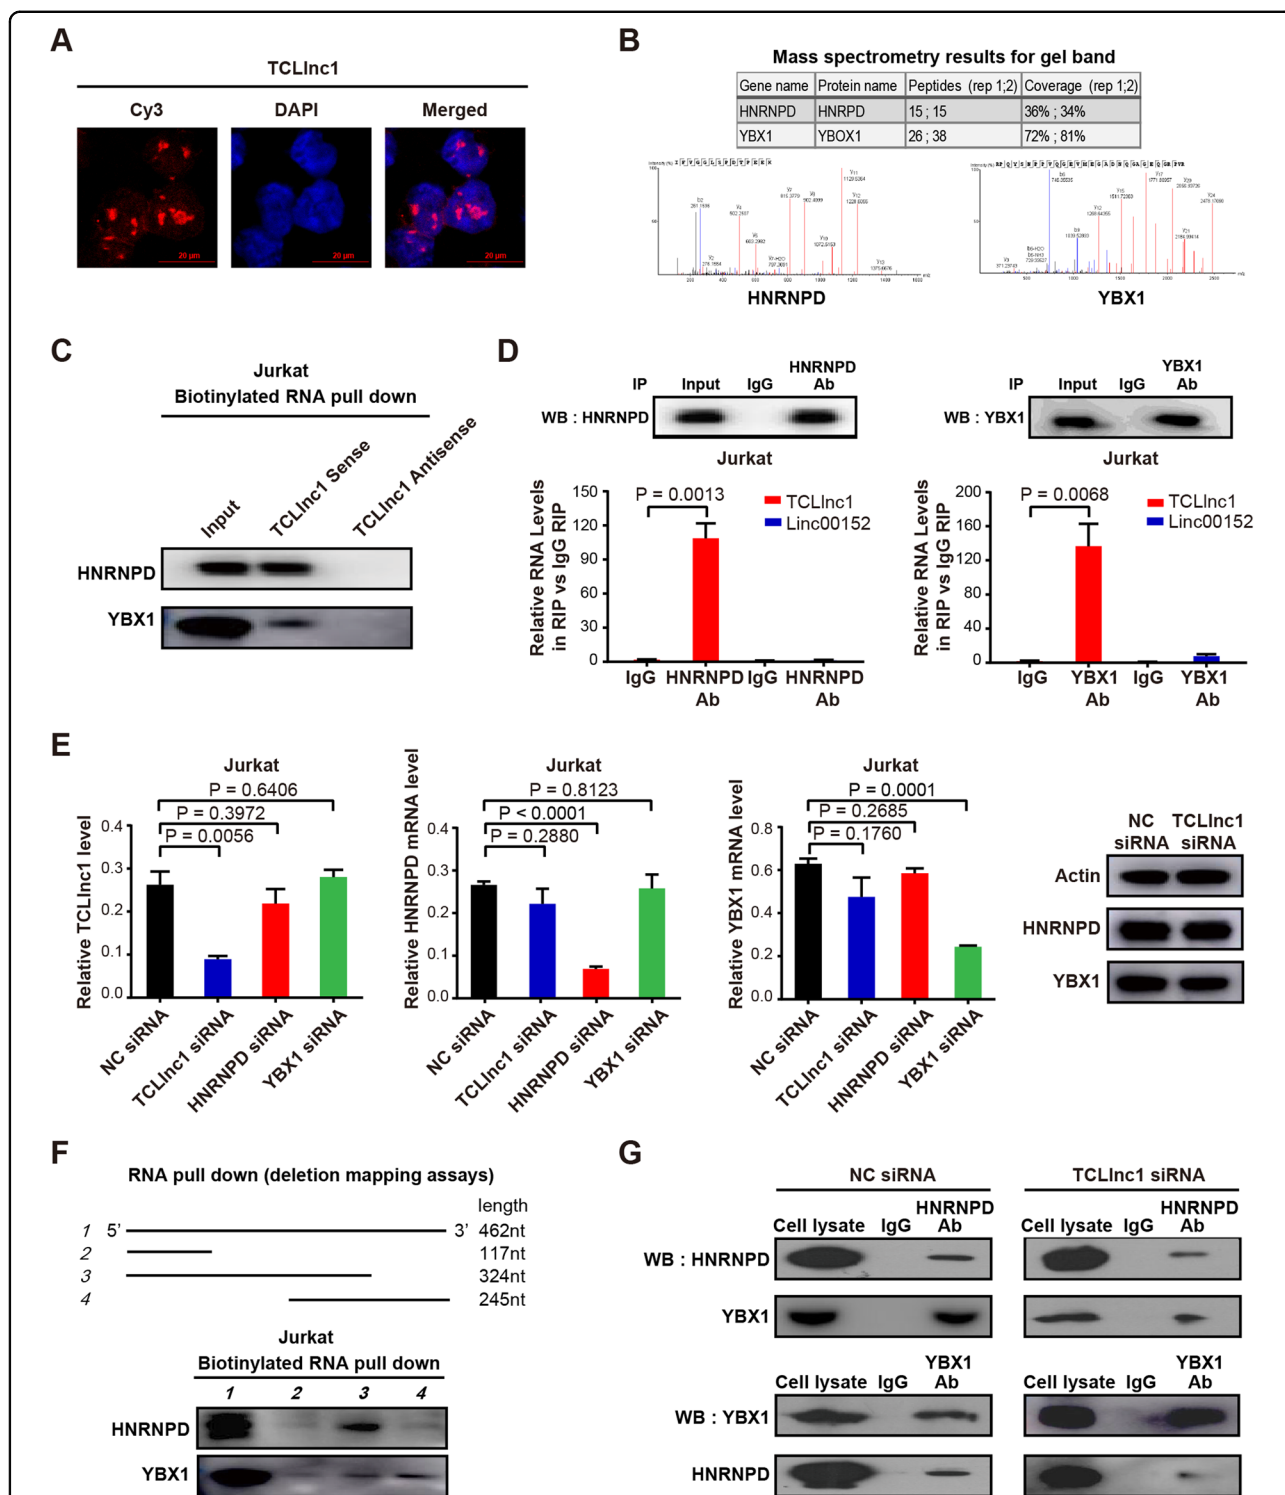 A
TCLlnc1
Cy3 DAPI Merged
20 μm 20 μm 20 μm
B
Mass spectrometry results for gel band
Gene name Protein name Peptides (rep 1;2) Coverage (rep 1;2)
HNRNPD HNRPD 15 ; 15 36% ; 34%
YBX1 YBOX1 26 ; 38 72% ; 81%
HNRNPD YBX1
C
Jurkat
Biotinylated RNA pull down
Input TCLlnc1 Sense TCLlnc1 Antisense
HNRNPD
YBX1
D
IP Input IgG HNRNPD Ab
WB : HNRNPD
Jurkat
P = 0.0013
TCLlnc1
Linc00152
Relative RNA Levels in RIP vs IgG RIP
150
120
90
60
30
0
IgG HNRNPD Ab IgG HNRNPD Ab
IP Input IgG YBX1 Ab
WB : YBX1
Jurkat
P = 0.0068
TCLlnc1
Linc00152
Relative RNA Levels in RIP vs IgG RIP
200
160
120
80
40
0
IgG YBX1 Ab IgG YBX1 Ab
E
Jurkat
P = 0.6406
P = 0.3972
P = 0.0056
Relative TCLlnc1 level
0.4
0.3
0.2
0.1
0.0
NC siRNA TCLlnc1 siRNA HNRNPD siRNA YBX1 siRNA
Jurkat
P = 0.8123
P < 0.0001
P = 0.2880
Relative HNRNPD mRNA level
0.4
0.3
0.2
0.1
0.0
NC siRNA TCLlnc1 siRNA HNRNPD siRNA YBX1 siRNA
Jurkat
P = 0.0001
P = 0.2685
P = 0.1760
Relative YBX1 mRNA level
0.8
0.6
0.4
0.2
0.0
NC siRNA TCLlnc1 siRNA HNRNPD siRNA YBX1 siRNA
NC TCLlnc1
siRNA siRNA
Actin
HNRNPD
YBX1
F
RNA pull down (deletion mapping assays)
length
1 5’ 3’ 462nt
2 117nt
3 324nt
4 245nt
Jurkat
Biotinylated RNA pull down
1 2 3 4
HNRNPD
YBX1
G
NC siRNA TCLlnc1 siRNA
HNRNPD HNRNPD
Cell lysate IgG Ab Cell lysate IgG Ab
WB : HNRNPD
YBX1
YBX1 YBX1
Cell lysate IgG Ab Cell lysate IgG Ab
WB : YBX1
HNRNPD